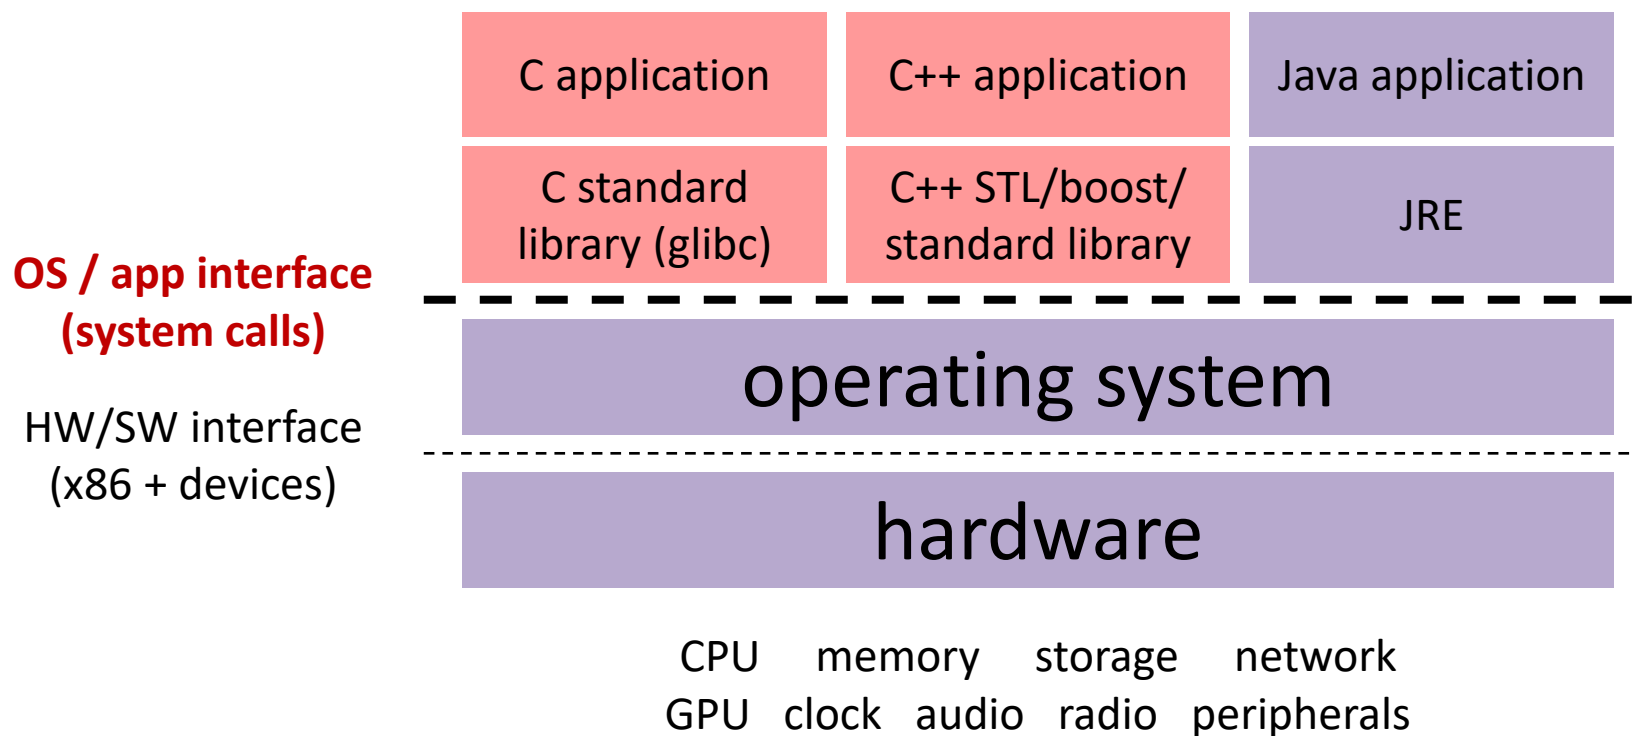 C application
C++ application
Java application
C standard
library (glibc)
C++ STL/boost/
standard library
JRE
OS / app interface
(system calls)
operating system
HW/SW interface
(x86 + devices)
hardware
CPU memory storage network
GPU clock audio radio peripherals